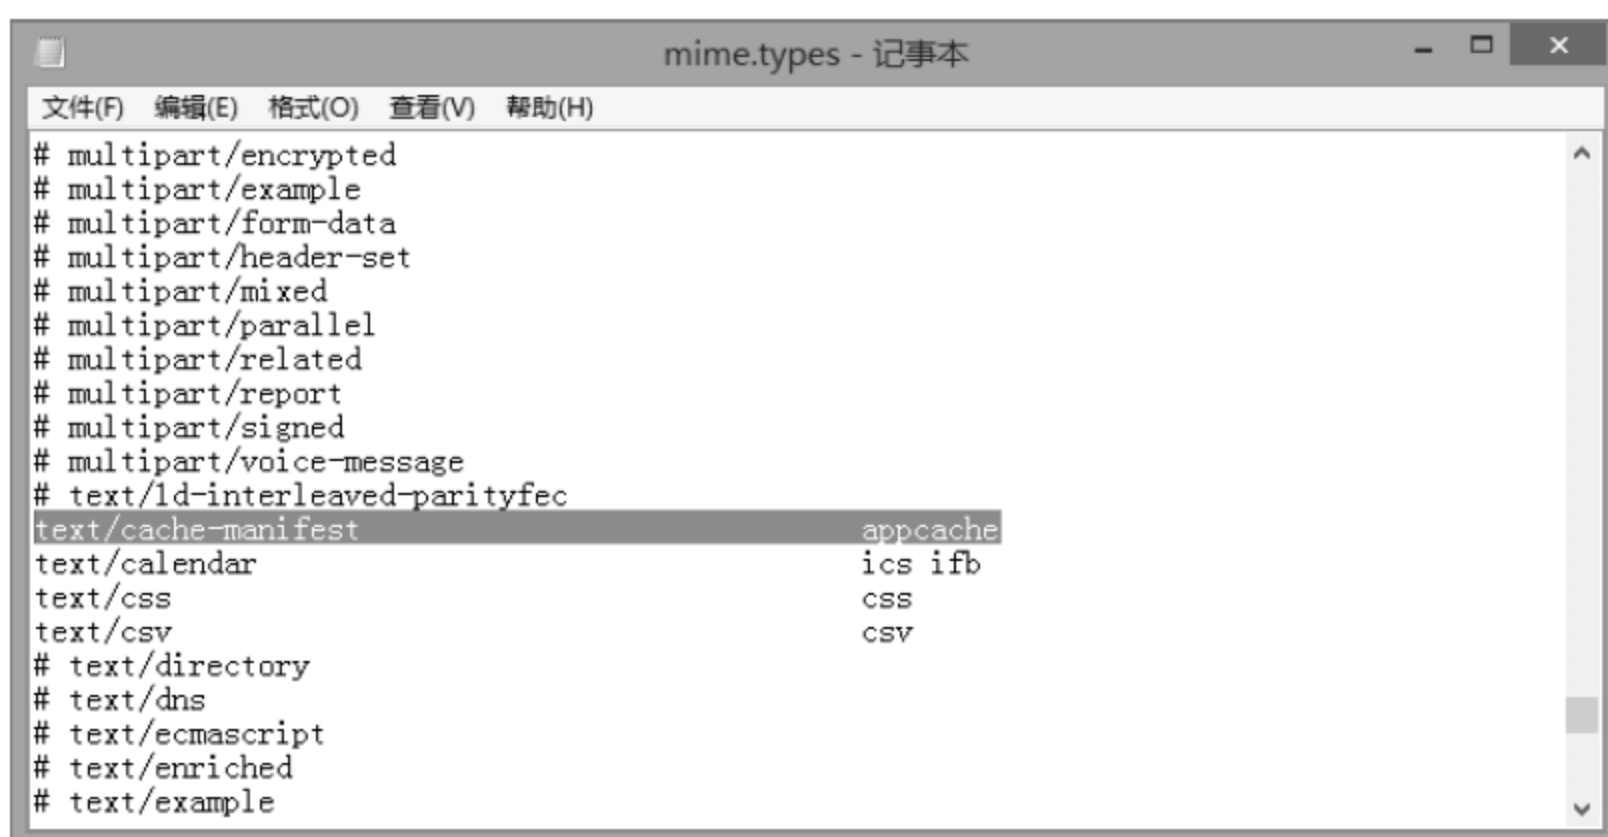 mime.types - 记事本
文件(F) 编辑(E) 格式(O) 查看(V) 帮助(H)
# multipart/encrypted
# multipart/example
# multipart/form-data
# multipart/header-set
# multipart/mixed
# multipart/parallel
# multipart/related
# multipart/report
# multipart/signed
# multipart/voice-message
# text/1d-interleaved-parityfec
text/cache-manifest appcache
text/calendar ics ifb
text/css css
text/csv csv
# text/directory
# text/dns
# text/ecmascript
# text/enriched
# text/example